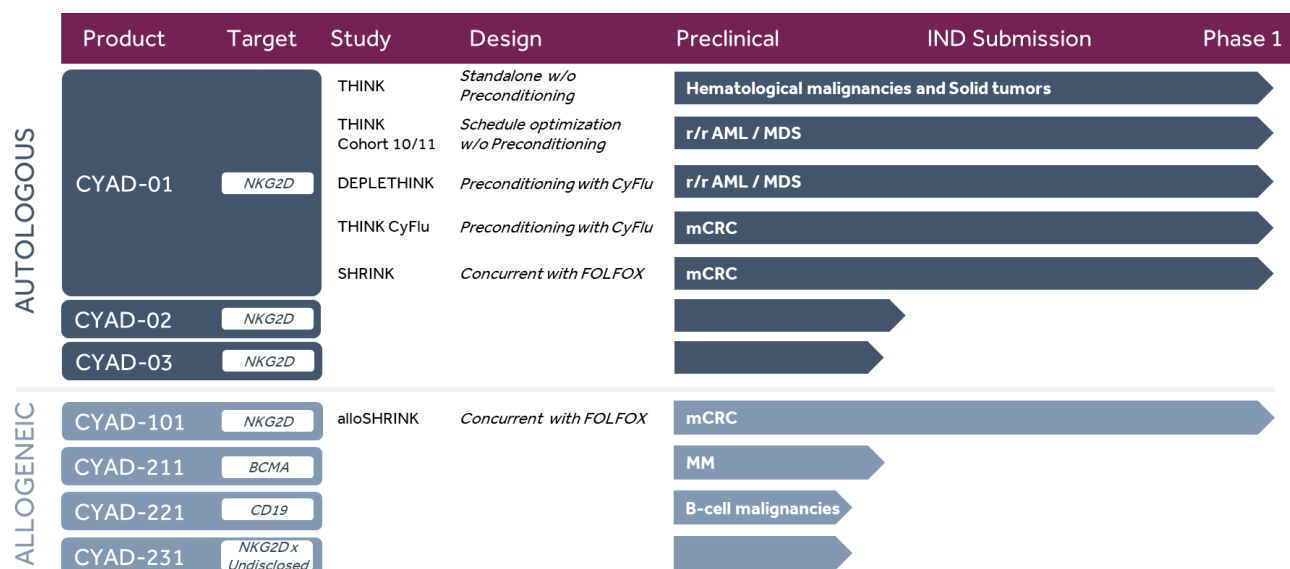 Product Target Study Design Preclinical IND Submission Phase 1
AUTOLOGOUS
CYAD-01
NKG2D
THINK
Standalone w/o
Preconditioning
Hematological malignancies and Solid tumors
THINK
Cohort 10/11
Schedule optimization
w/o Preconditioning
r/r AML / MDS
DEPLETHINK
Preconditioning with CyFlu
r/r AML / MDS
THINK CyFlu
Preconditioning with CyFlu
mCRC
SHRINK
Concurrent with FOLFOX
mCRC
CYAD-02
NKG2D
CYAD-03
NKG2D
ALLOGENEIC
CYAD-101
NKG2D
alloSHRINK
Concurrent with FOLFOX
mCRC
CYAD-211
BCMA
MM
CYAD-221
CD19
B-cell malignancies
CYAD-231
NKG2D x
Undisclosed